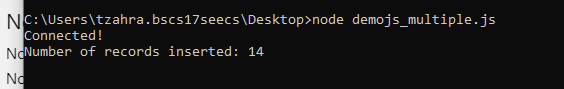 C:\Users\tzahra.bscs17seecs\Desktop>node demojs_multiple.js
Connected!
Number of records inserted: 14